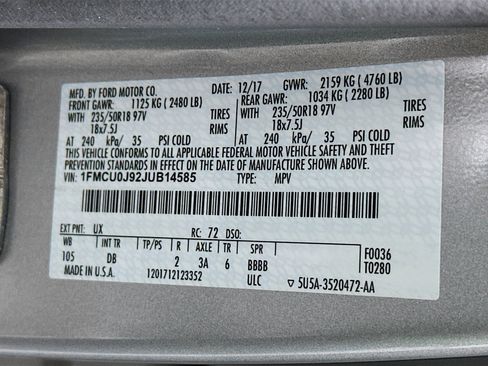 MFD. BY FORD MOTOR CO. 12/17 GVWR: 2159 KG ( 4760 LB)
FRONT GAWR: 1125 KG ( 2480 LB) REAR GAWR: 1034 KG ( 2280 LB)
WITH 235/50R18 97V TIRES WITH 235/50R18 97V TIRES
18x7.5J RIMS 18x7.5J RIMS
AT 240 kPa/ 35 PSI COLD AT 240 kPa/ 35 PSI COLD
THIS VEHICLE CONFORMS TO ALL APPLICABLE FEDERAL MOTOR VEHICLE SAFETY AND THEFT
PREVENTION STANDARDS IN EFFECT ON THE DATE OF MANUFACTURE SHOWN ABOVE.
VIN: 1FMCU0J92JUB14585 TYPE: MPV
EXT PNT: UX RC: 72 DSO:
WB INT TR TP/PS R AXLE TR SPR F0036
105 DB 2 3A 6 BBBB T0280
MADE IN U.S.A. 1201712123352 ULC 5U5A-3520472-AA